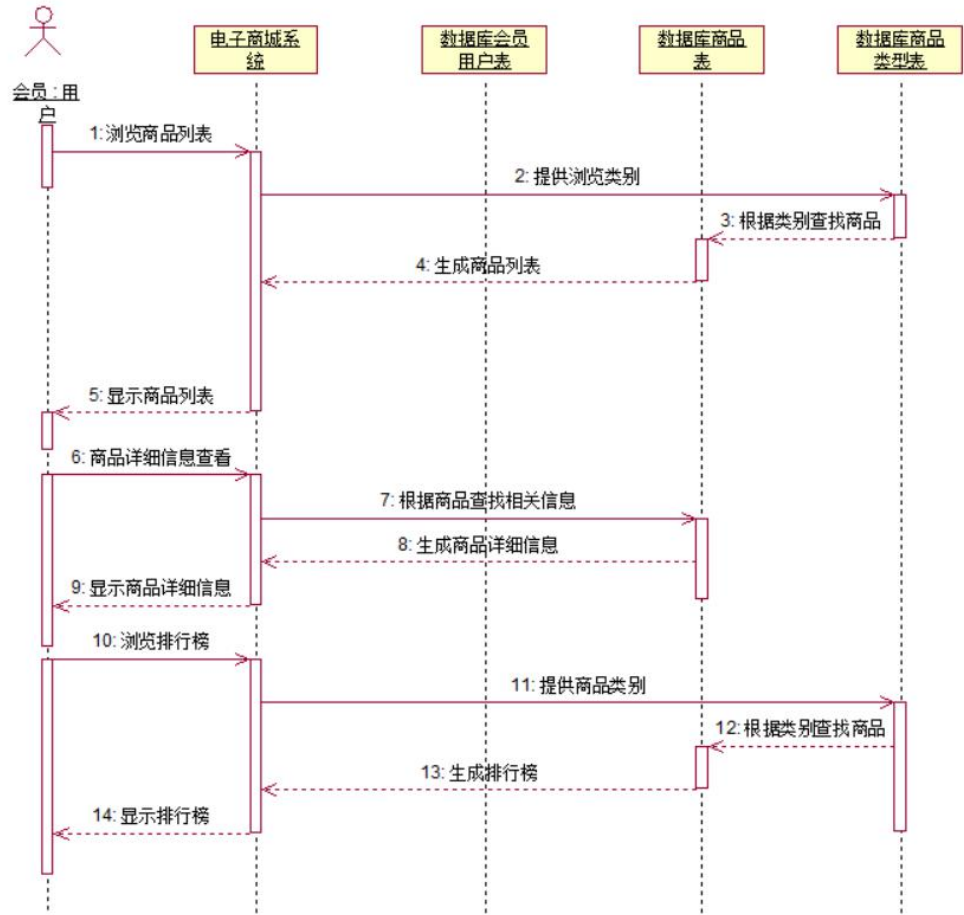 电子商城系
统
数据库会员
用户表
数据库商品
表
数据库商品
类型表
会员 : 用
户
1: 浏览商品列表
2: 提供浏览类别
3: 根据类别查找商品
4: 生成商品列表
5: 显示商品列表
6: 商品详细信息查看
7: 根据商品查找相关信息
8: 生成商品详细信息
9: 显示商品详细信息
10: 浏览排行榜
11: 提供商品类别
12: 根据类别查找商品
13: 生成排行榜
14: 显示排行榜